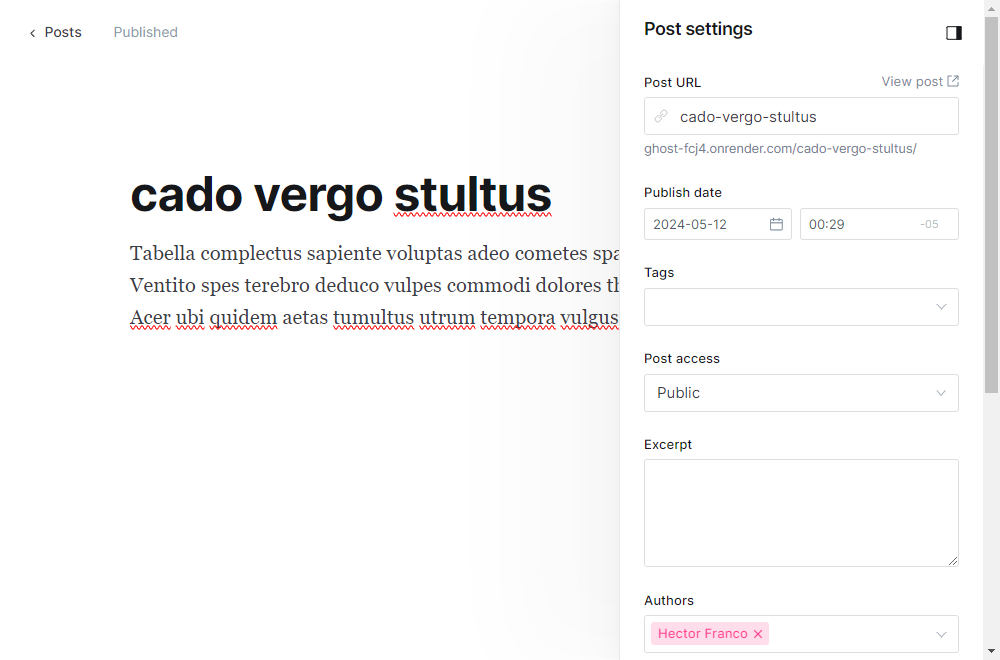 Posts
Published
Post settings
Post URL
View post
cado-vergo-stultus
ghost-fcj4.onrender.com/cado-vergo-stultus/
cado vergo stultus
Tabella complectus sapiente voluptas adeo cometes
Ventito spes terebro deduco vulpes commodi dolores
Acer ubi quidem aetas tumultus utrum tempora vulgus
Publish date
2024-05-12
00:29
-05
Tags
Post access
Public
Excerpt
Authors
Hector Franco